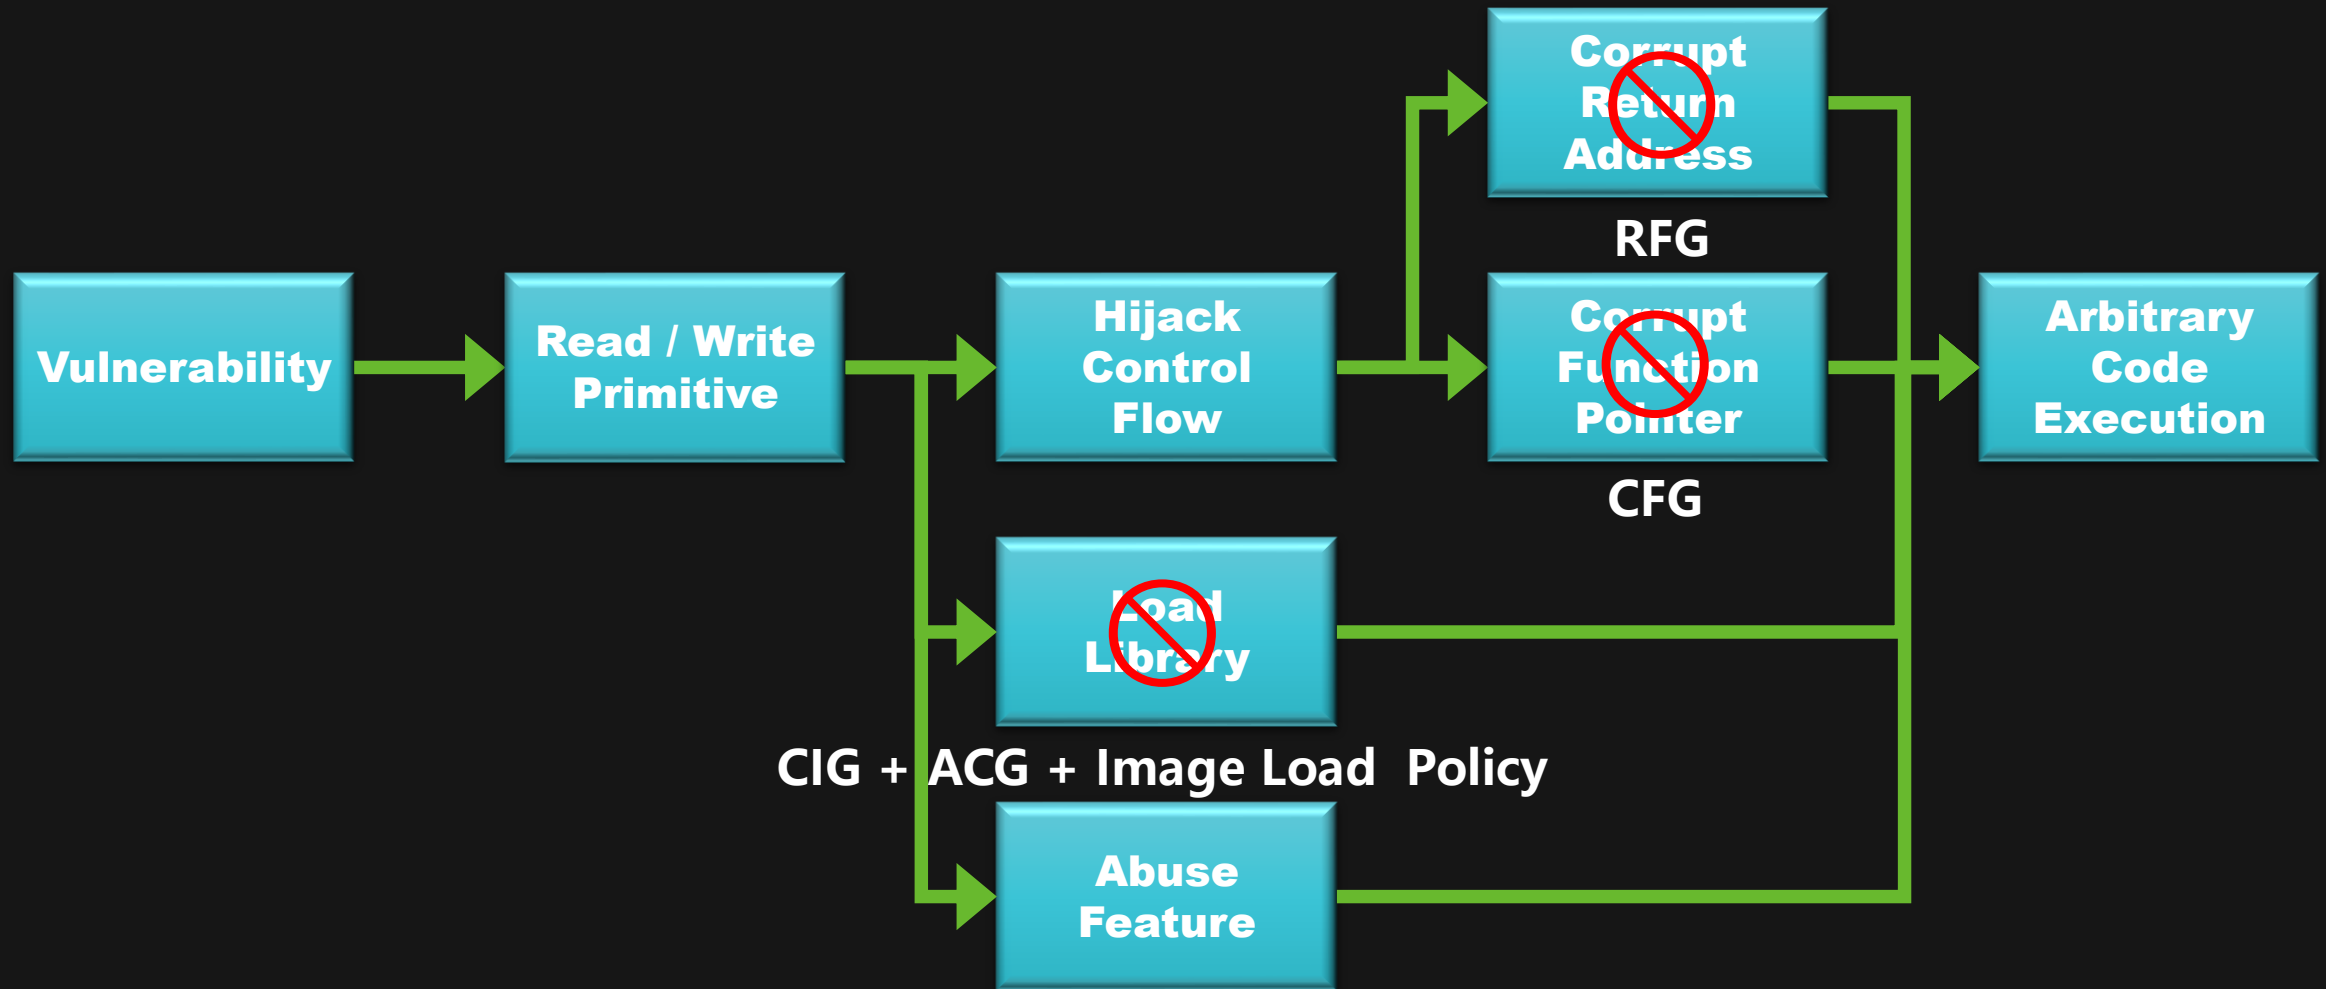 Corrupt
Return
Address
RFG
Vulnerability
Read / Write
Primitive
Hijack
Control
Flow
Corrupt
Function
Pointer
CFG
Arbitrary
Code
Execution
Load
Library
CIG + ACG + Image Load  Policy
Abuse
Feature